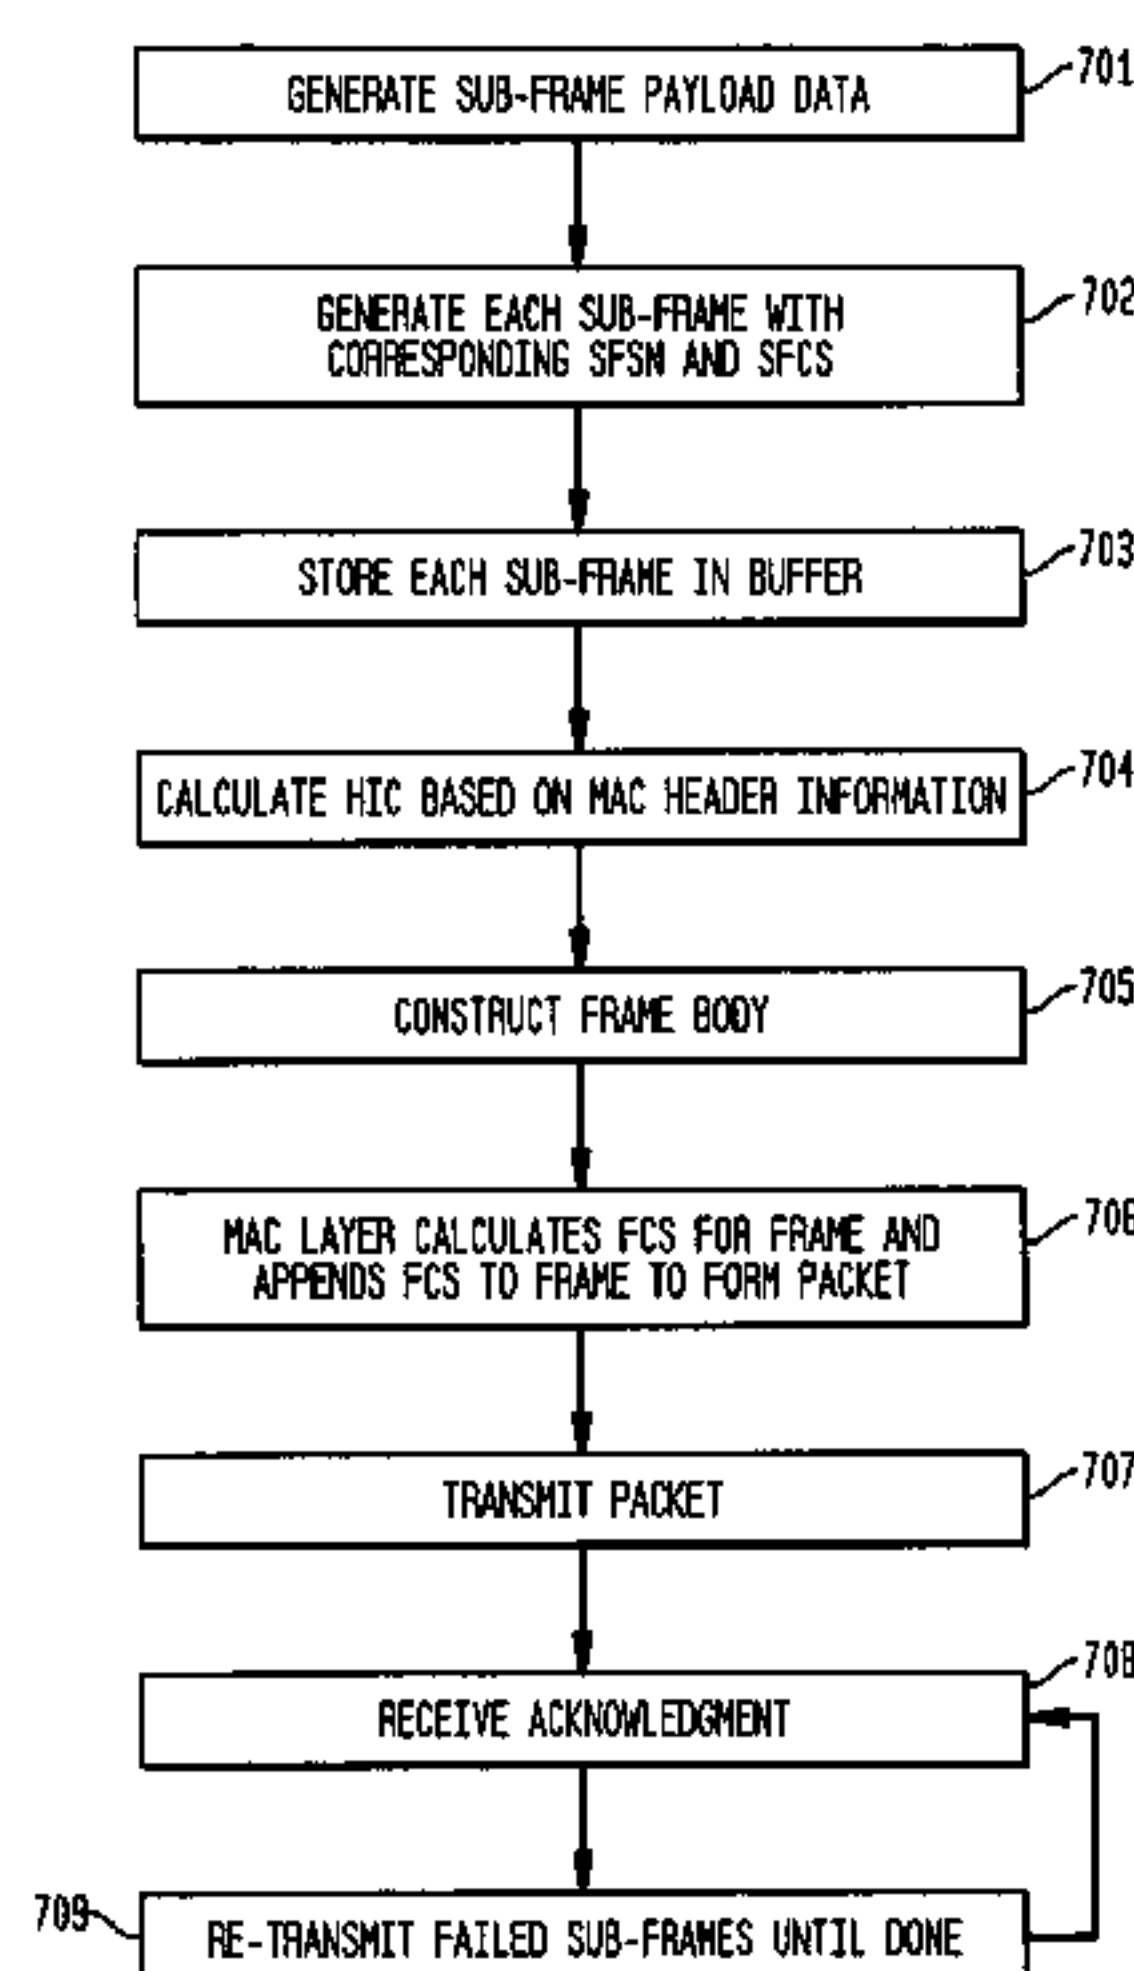 GENERATE SUB-FRAME PAYLOAD DATA
701
GENERATE EACH SUB-FRAME WITH
CORRESPONDING SFSN AND SFCS
702
STORE EACH SUB-FRAME IN BUFFER
703
CALCULATE HIC BASED ON MAC HEADER INFORMATION
704
CONSTRUCT FRAME BODY
705
MAC LAYER CALCULATES FCS FOR FRAME AND
APPENDS FCS TO FRAME TO FORM PACKET
706
TRANSMIT PACKET
707
RECEIVE ACKNOWLEDGMENT
708
709
RE-TRANSMIT FAILED SUB-FRAMES UNTIL DONE